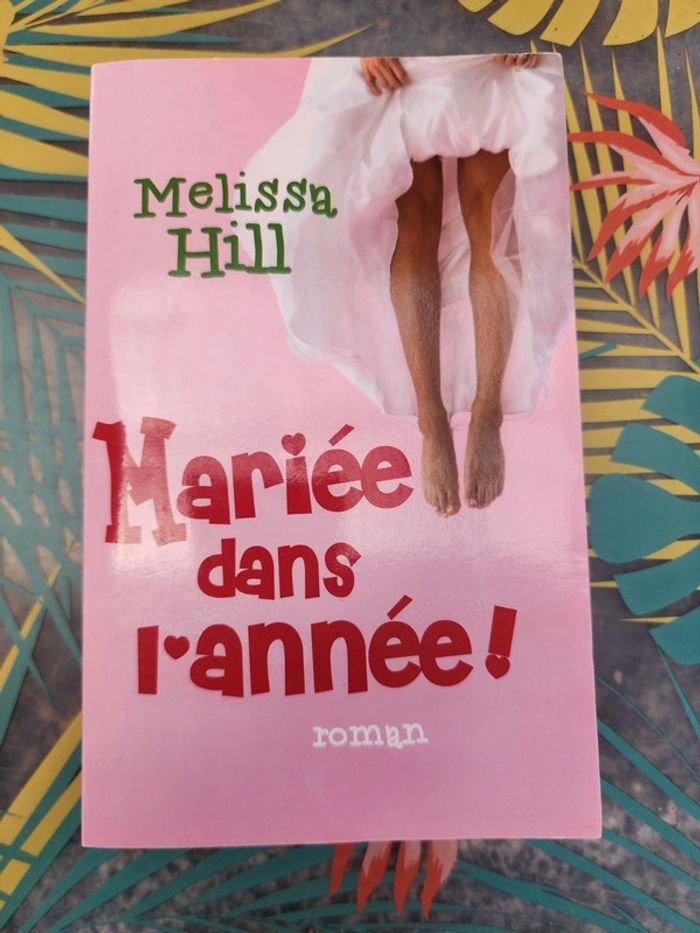 Melissa
Hill
Mariée
dans
l'année!
roman